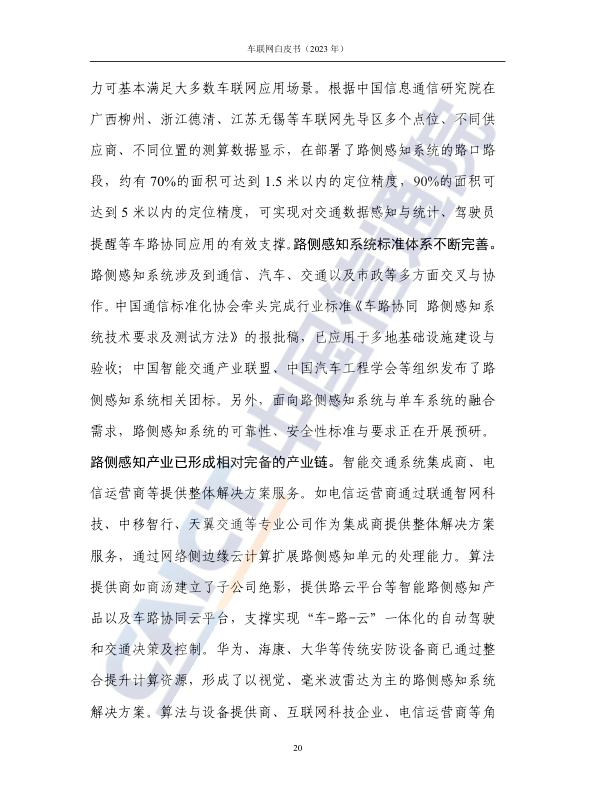 车联网白皮书（2023 年）
力可基本满足大多数车联网应用场景。根据中国信息通信研究院在
广西柳州、浙江德清、江苏无锡等车联网先导区多个点位、不同供
应商、不同位置的测算数据显示，在部署了路侧感知系统的路口路
段，约有 70%的面积可达到 1.5 米以内的定位精度，90%的面积可
达到 5 米以内的定位精度，可实现对交通数据感知与统计、驾驶员
提醒等车路协同应用的有效支撑。路侧感知系统标准体系不断完善。
路侧感知系统涉及到通信、汽车、交通以及市政等多方面交叉与协
作。中国通信标准化协会牵头完成行业标准《车路协同 路侧感知系
统技术要求及测试方法》的报批稿，已应用于多地基础设施建设与
验收；中国智能交通产业联盟、中国汽车工程学会等组织发布了路
侧感知系统相关团标。另外，面向路侧感知系统与单车系统的融合
需求，路侧感知系统的可靠性、安全性标准与要求正在开展预研。
路侧感知产业已形成相对完备的产业链。智能交通系统集成商、电
信运营商等提供整体解决方案服务。如电信运营商通过联通智网科
技、中移智行、天翼交通等专业公司作为集成商提供整体解决方案
服务，通过网络侧边缘云计算扩展路侧感知单元的处理能力。算法
提供商如商汤建立了子公司绝影，提供路云平台等智能路侧感知产
品以及车路协同云平台，支撑实现“车-路-云”一体化的自动驾驶
和交通决策及控制。华为、海康、大华等传统安防设备商已通过整
合提升计算资源，形成了以视觉、毫米波雷达为主的路侧感知系统
解决方案。算法与设备提供商、互联网科技企业、电信运营商等角
20
CAICT 中国信通院